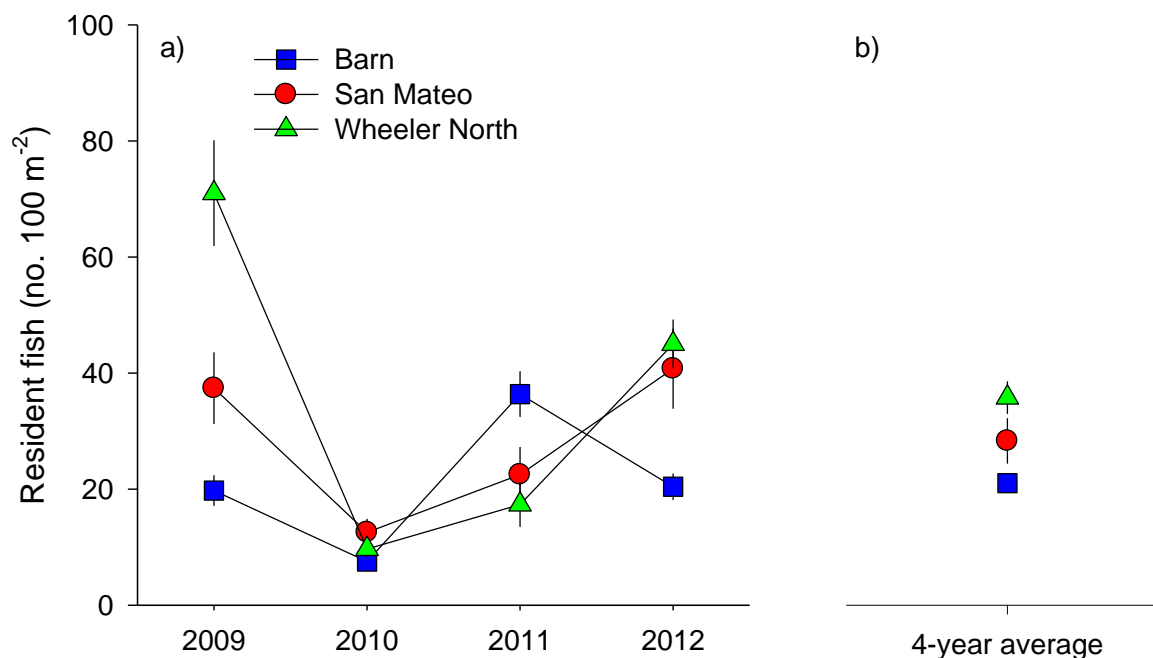 100
80
60
40
20
0
Resident fish (no. 100 m⁻²)
a)
Barn
San Mateo
Wheeler North
2009 2010 2011 2012
b)
4-year average